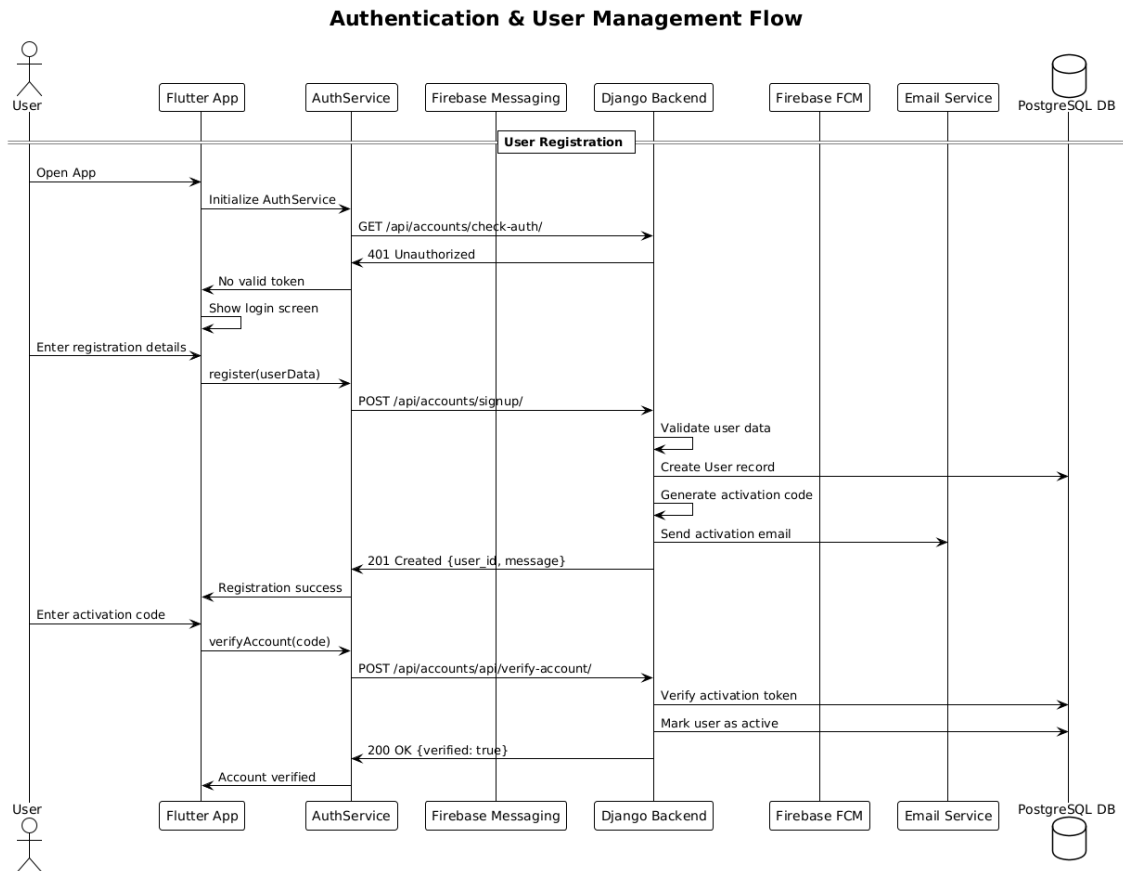 Authentication & User Management Flow
User
Flutter App
AuthService
Firebase Messaging
Django Backend
Firebase FCM
Email Service
PostgreSQL DB
User Registration
Open App
Initialize AuthService
GET /api/accounts/check-auth/
401 Unauthorized
No valid token
Show login screen
Enter registration details
register(userData)
POST /api/accounts/signup/
Validate user data
Create User record
Generate activation code
Send activation email
201 Created {user_id, message}
Registration success
Enter activation code
verifyAccount(code)
POST /api/accounts/api/verify-account/
Verify activation token
Mark user as active
200 OK {verified: true}
Account verified
User
Flutter App
AuthService
Firebase Messaging
Django Backend
Firebase FCM
Email Service
PostgreSQL DB